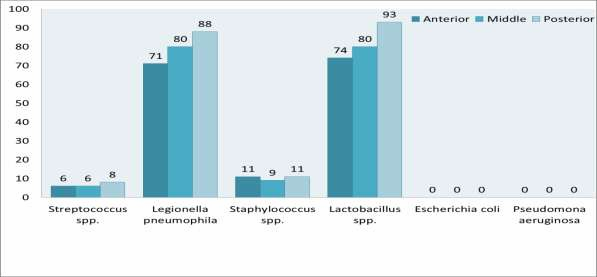 100
90
80
70
60
50
40
30
20
10
0
Anterior Middle Posterior
6 6 8
71 80 88
11 9 11
74 80 93
0 0 0
0 0 0
Streptococcus spp.
Legionella pneumophila
Staphylococcus spp.
Lactobacillus spp.
Escherichia coli
Pseudomona aeruginosa